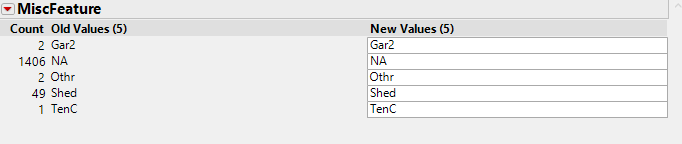 MiscFeature
Count Old Values (5) New Values (5)
2 Gar2 Gar2
1406 NA NA
2 Othr Othr
49 Shed Shed
1 TenC TenC